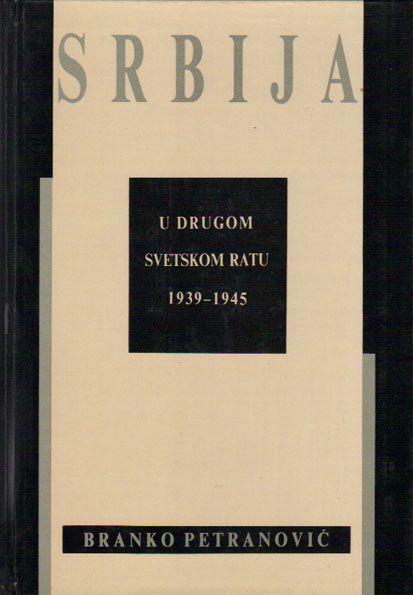 SRBIJA
U DRUGOM
SVETSKOM RATU
1939-1945
BRANKO PETRANOVIĆ